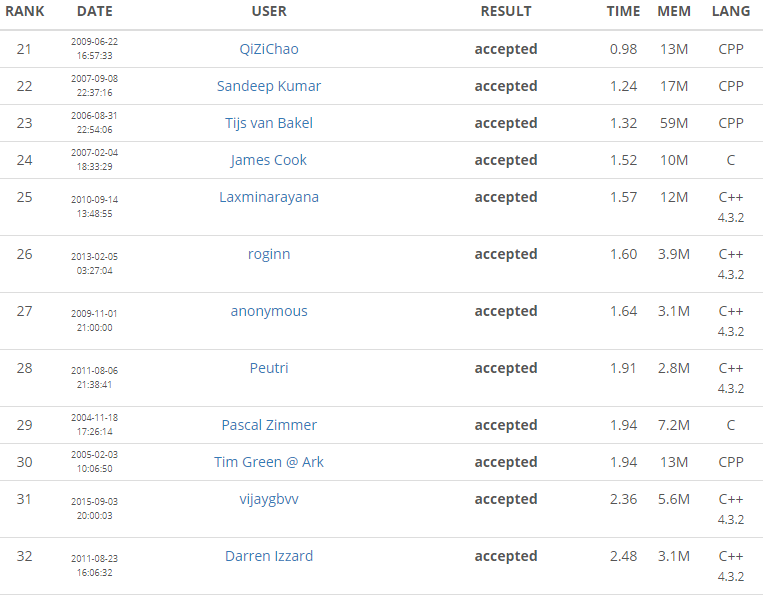 RANK DATE USER RESULT TIME MEM LANG
21 2009-06-22 16:57:33 QiZiChao accepted 0.98 13M CPP
22 2007-09-08 22:37:16 Sandeep Kumar accepted 1.24 17M CPP
23 2006-08-31 22:54:06 Tijs van Bakel accepted 1.32 59M CPP
24 2007-02-04 18:33:29 James Cook accepted 1.52 10M C
25 2010-09-14 13:48:55 Laxminarayana accepted 1.57 12M C++ 4.3.2
26 2013-02-05 03:27:04 roginn accepted 1.60 3.9M C++ 4.3.2
27 2009-11-01 21:00:00 anonymous accepted 1.64 3.1M C++ 4.3.2
28 2011-08-06 21:38:41 Peutri accepted 1.91 2.8M C++ 4.3.2
29 2004-11-18 17:26:14 Pascal Zimmer accepted 1.94 7.2M C
30 2005-02-03 10:06:50 Tim Green @ Ark accepted 1.94 13M CPP
31 2015-09-03 20:00:03 vijaygbvv accepted 2.36 5.6M C++ 4.3.2
32 2011-08-23 16:06:32 Darren Izzard accepted 2.48 3.1M C++ 4.3.2